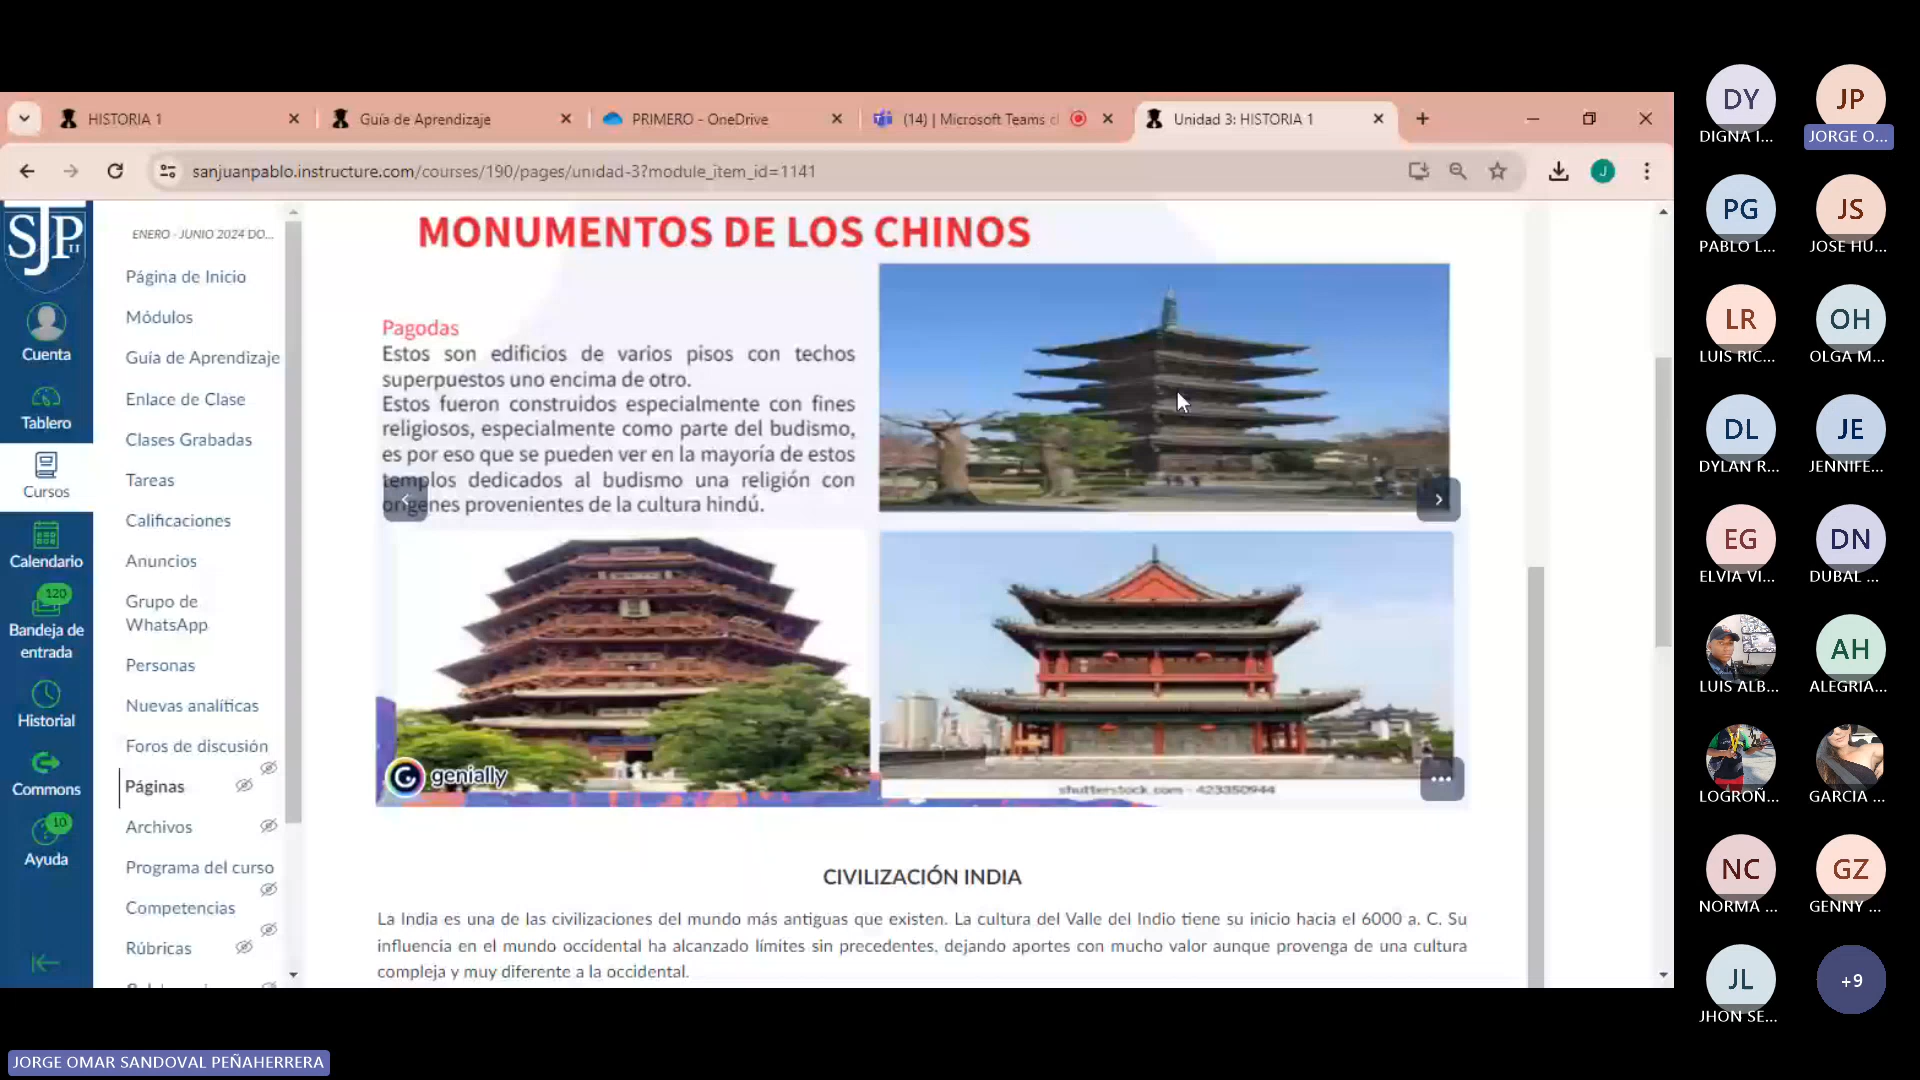 HISTORIA 1
Guía de Aprendizaje
PRIMERO - OneDrive
(14) | Microsoft Teams cl
Unidad 3: HISTORIA 1
sanjuanpablo.instructure.com/courses/190/pages/unidad-3?module_item_id=1141
J
SJP
II
Cuenta
Tablero
Cursos
Calendario
120
Bandeja de
entrada
Historial
Commons
10
Ayuda
ENERO - JUNIO 2024 DO...
Página de Inicio
Módulos
Guía de Aprendizaje
Enlace de Clase
Clases Grabadas
Tareas
Calificaciones
Anuncios
Grupo de
WhatsApp
Personas
Nuevas analíticas
Foros de discusión
Páginas
Archivos
Programa del curso
Competencias
Rúbricas
MONUMENTOS DE LOS CHINOS
Pagodas
Estos son edificios de varios pisos con techos
superpuestos uno encima de otro.
Estos fueron construidos especialmente con fines
religiosos, especialmente como parte del budismo,
es por eso que se pueden ver en la mayoría de estos
templos dedicados al budismo una religión con
orígenes provenientes de la cultura hindú.
genially
shutterstock.com · 423350944
CIVILIZACIÓN INDIA
La India es una de las civilizaciones del mundo más antiguas que existen. La cultura del Valle del Indio tiene su inicio hacia el 6000 a. C. Su
influencia en el mundo occidental ha alcanzado límites sin precedentes, dejando aportes con mucho valor aunque provenga de una cultura
compleja y muy diferente a la occidental.
DY
DIGNA I...
JP
JORGE O...
PG
PABLO L...
JS
JOSE HU...
LR
LUIS RIC...
OH
OLGA M...
DL
DYLAN R...
JE
JENNIFE...
EG
ELVIA VI...
DN
DUBAL ...
LUIS ALB...
AH
ALEGRIA...
LOGROÑ...
GARCIA ...
NC
NORMA ...
GZ
GENNY ...
JL
JHON SE...
+9
JORGE OMAR SANDOVAL PEÑAHERRERA